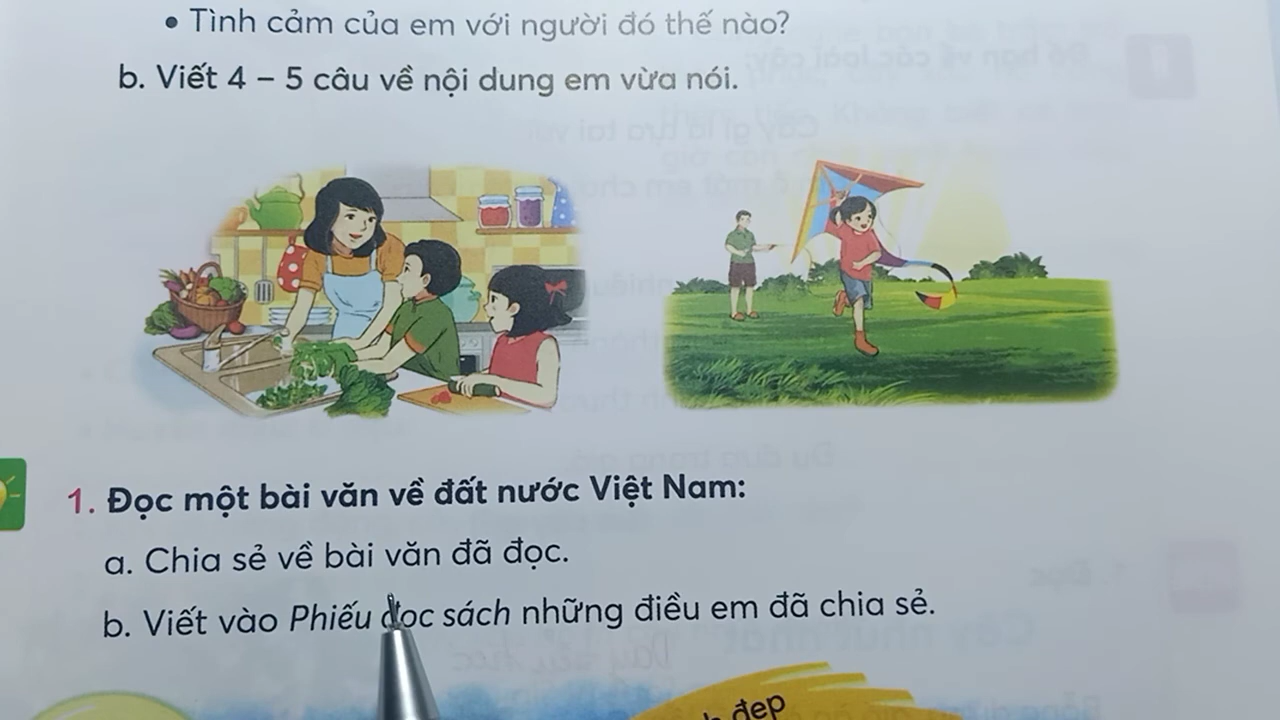 • Tình cảm của em với người đó thế nào?
b. Viết 4 – 5 câu về nội dung em vừa nói.
1. Đọc một bài văn về đất nước Việt Nam:
a. Chia sẻ về bài văn đã đọc.
b. Viết vào Phiếu đọc sách những điều em đã chia sẻ.
đẹp